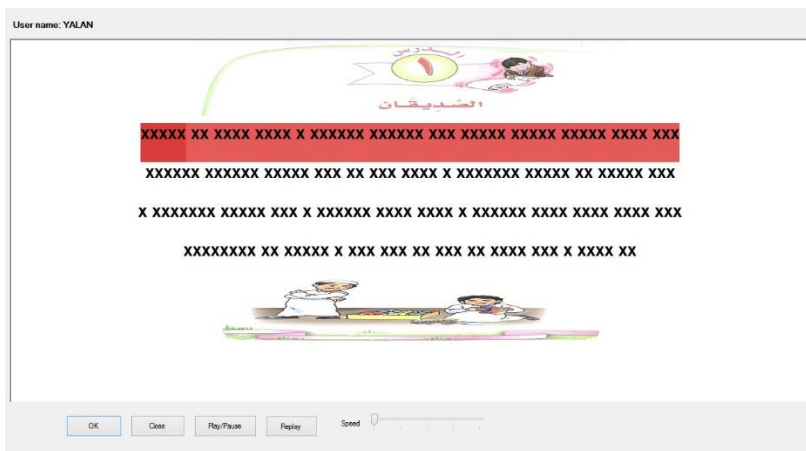 User name: YALAN
الدرس
١
الصديقان
xxxxx xx xxxx xxxx x xxxxxx xxxxxx xxx xxxxx xxxxx xxxxx xxxx xxx
xxxxxx xxxxxx xxxxx xxx xx xxx xxxx x xxxxxxx xxxxx xx xxxxx xxx
x xxxxxxx xxxxx xxx x xxxxxx xxxx xxxx x xxxxxx xxxx xxxx xxxx xxx
xxxxxxxx xx xxxxx x xxx xxx xx xxx xx xxxx xxx x xxxx xx
OK Close Play/Pause Replay Speed